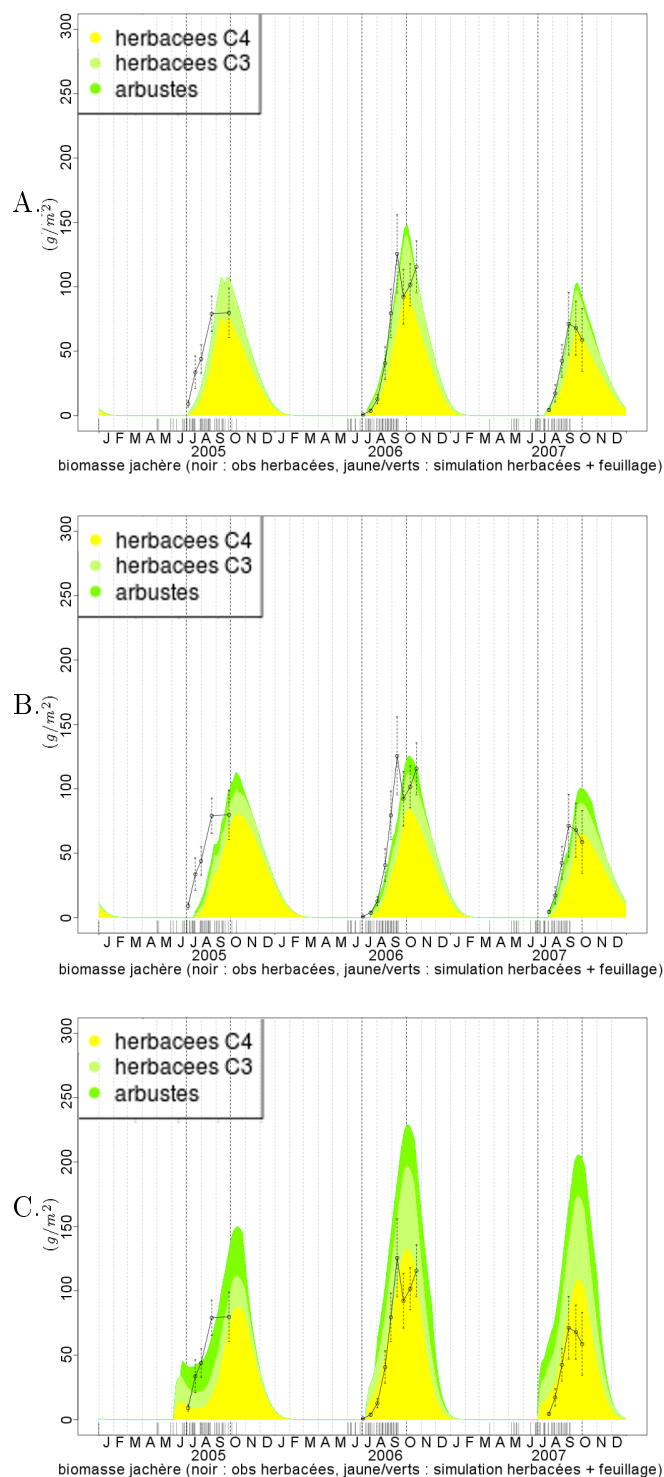 300
herbacees C4
herbacees C3
arbustes
250
200
A.
150
(g/m²)
100
50
0
J F M A M J J A S O N D J F M A M J J A S O N D J F M A M J J A S O N D
2005 2006 2007
biomasse jachère (noir : obs herbacées, jaune/verts : simulation herbacées + feuillage)
300
herbacees C4
herbacees C3
arbustes
250
200
B.
150
(g/m²)
100
50
0
J F M A M J J A S O N D J F M A M J J A S O N D J F M A M J J A S O N D
2005 2006 2007
biomasse jachère (noir : obs herbacées, jaune/verts : simulation herbacées + feuillage)
300
herbacees C4
herbacees C3
arbustes
250
200
C.
150
(g/m²)
100
50
0
J F M A M J J A S O N D J F M A M J J A S O N D J F M A M J J A S O N D
2005 2006 2007
biomasse jachère (noir : obs herbacées, jaune/verts : simulation herbacées + feuillage)